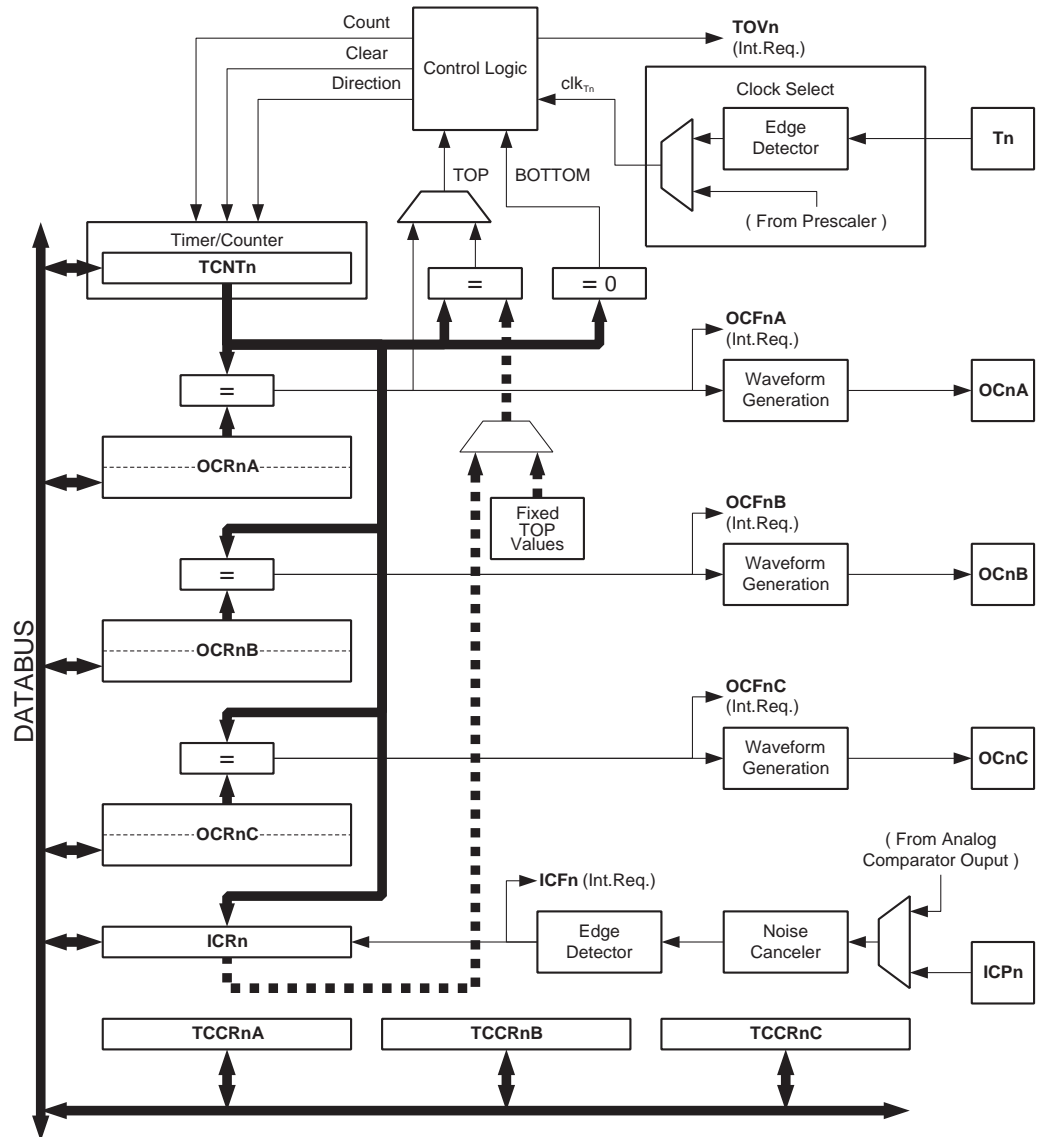 Count
Clear
Direction
Control Logic
TOVn
(Int.Req.)
clkTn
Clock Select
Edge
Detector
Tn
( From Prescaler )
TOP
BOTTOM
Timer/Counter
TCNTn
=
= 0
OCFnA
(Int.Req.)
=
Waveform
Generation
OCnA
OCRnA
Fixed
TOP
Values
OCFnB
(Int.Req.)
=
Waveform
Generation
OCnB
OCRnB
DATABUS
OCFnC
(Int.Req.)
=
Waveform
Generation
OCnC
OCRnC
( From Analog
Comparator Ouput )
ICFn (Int.Req.)
ICRn
Edge
Detector
Noise
Canceler
ICPn
TCCRnA
TCCRnB
TCCRnC